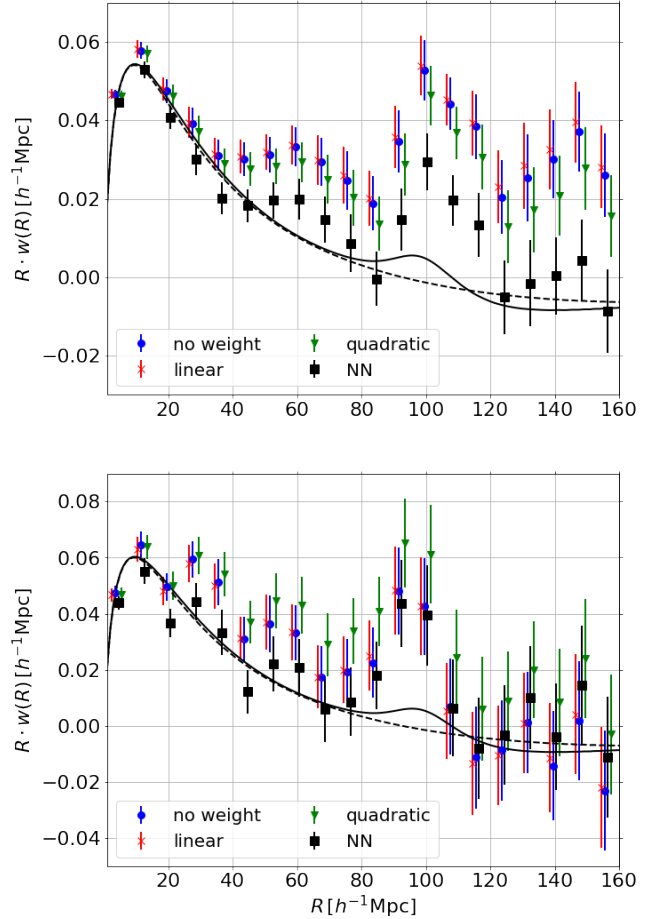 0.06
0.04
0.02
0.00
−0.02
R · w(R) [h⁻¹Mpc]
no weight
quadratic
linear
NN
20 40 60 80 100 120 140 160
0.08
0.06
0.04
0.02
0.00
−0.02
−0.04
R · w(R) [h⁻¹Mpc]
no weight
quadratic
linear
NN
20 40 60 80 100 120 140 160
R [h⁻¹Mpc]